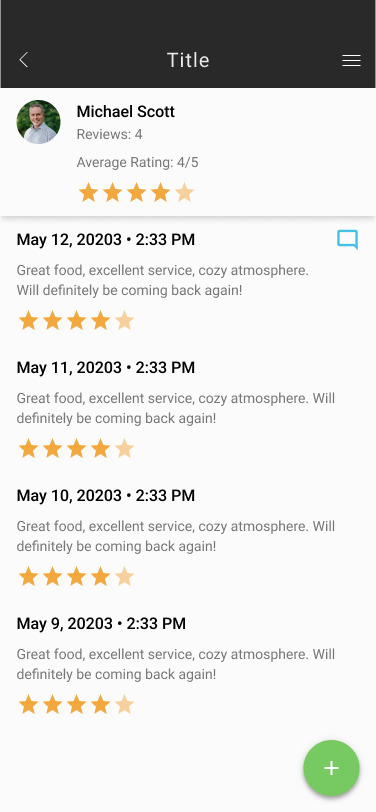 Title
Michael Scott
Reviews: 4
Average Rating: 4/5
May 12, 20203 • 2:33 PM
Great food, excellent service, cozy atmosphere.
Will definitely be coming back again!
May 11, 20203 • 2:33 PM
Great food, excellent service, cozy atmosphere. Will
definitely be coming back again!
May 10, 20203 • 2:33 PM
Great food, excellent service, cozy atmosphere. Will
definitely be coming back again!
May 9, 20203 • 2:33 PM
Great food, excellent service, cozy atmosphere. Will
definitely be coming back again!